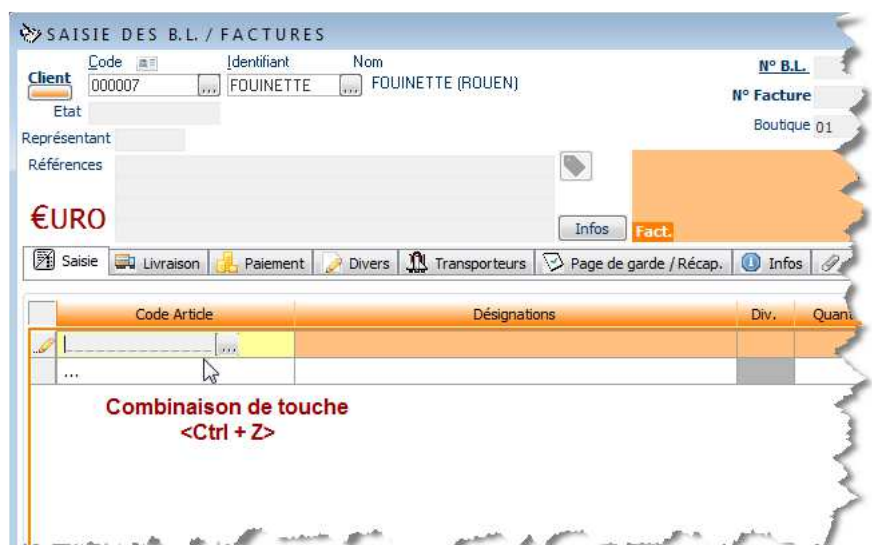 SAISIE DES B.L. / FACTURES
Code Identifiant Nom
Client 000007 ... FOUINETTE ... FOUINETTE (ROUEN)
N° B.L.
Etat
N° Facture
Représentant
Boutique 01
Références
€URO
Infos Fact.
Saisie Livraison Paiement Divers Transporteurs Page de garde / Récap. Infos
Code Article Désignations Div. Quant
...
...
Combinaison de touche
<Ctrl + Z>